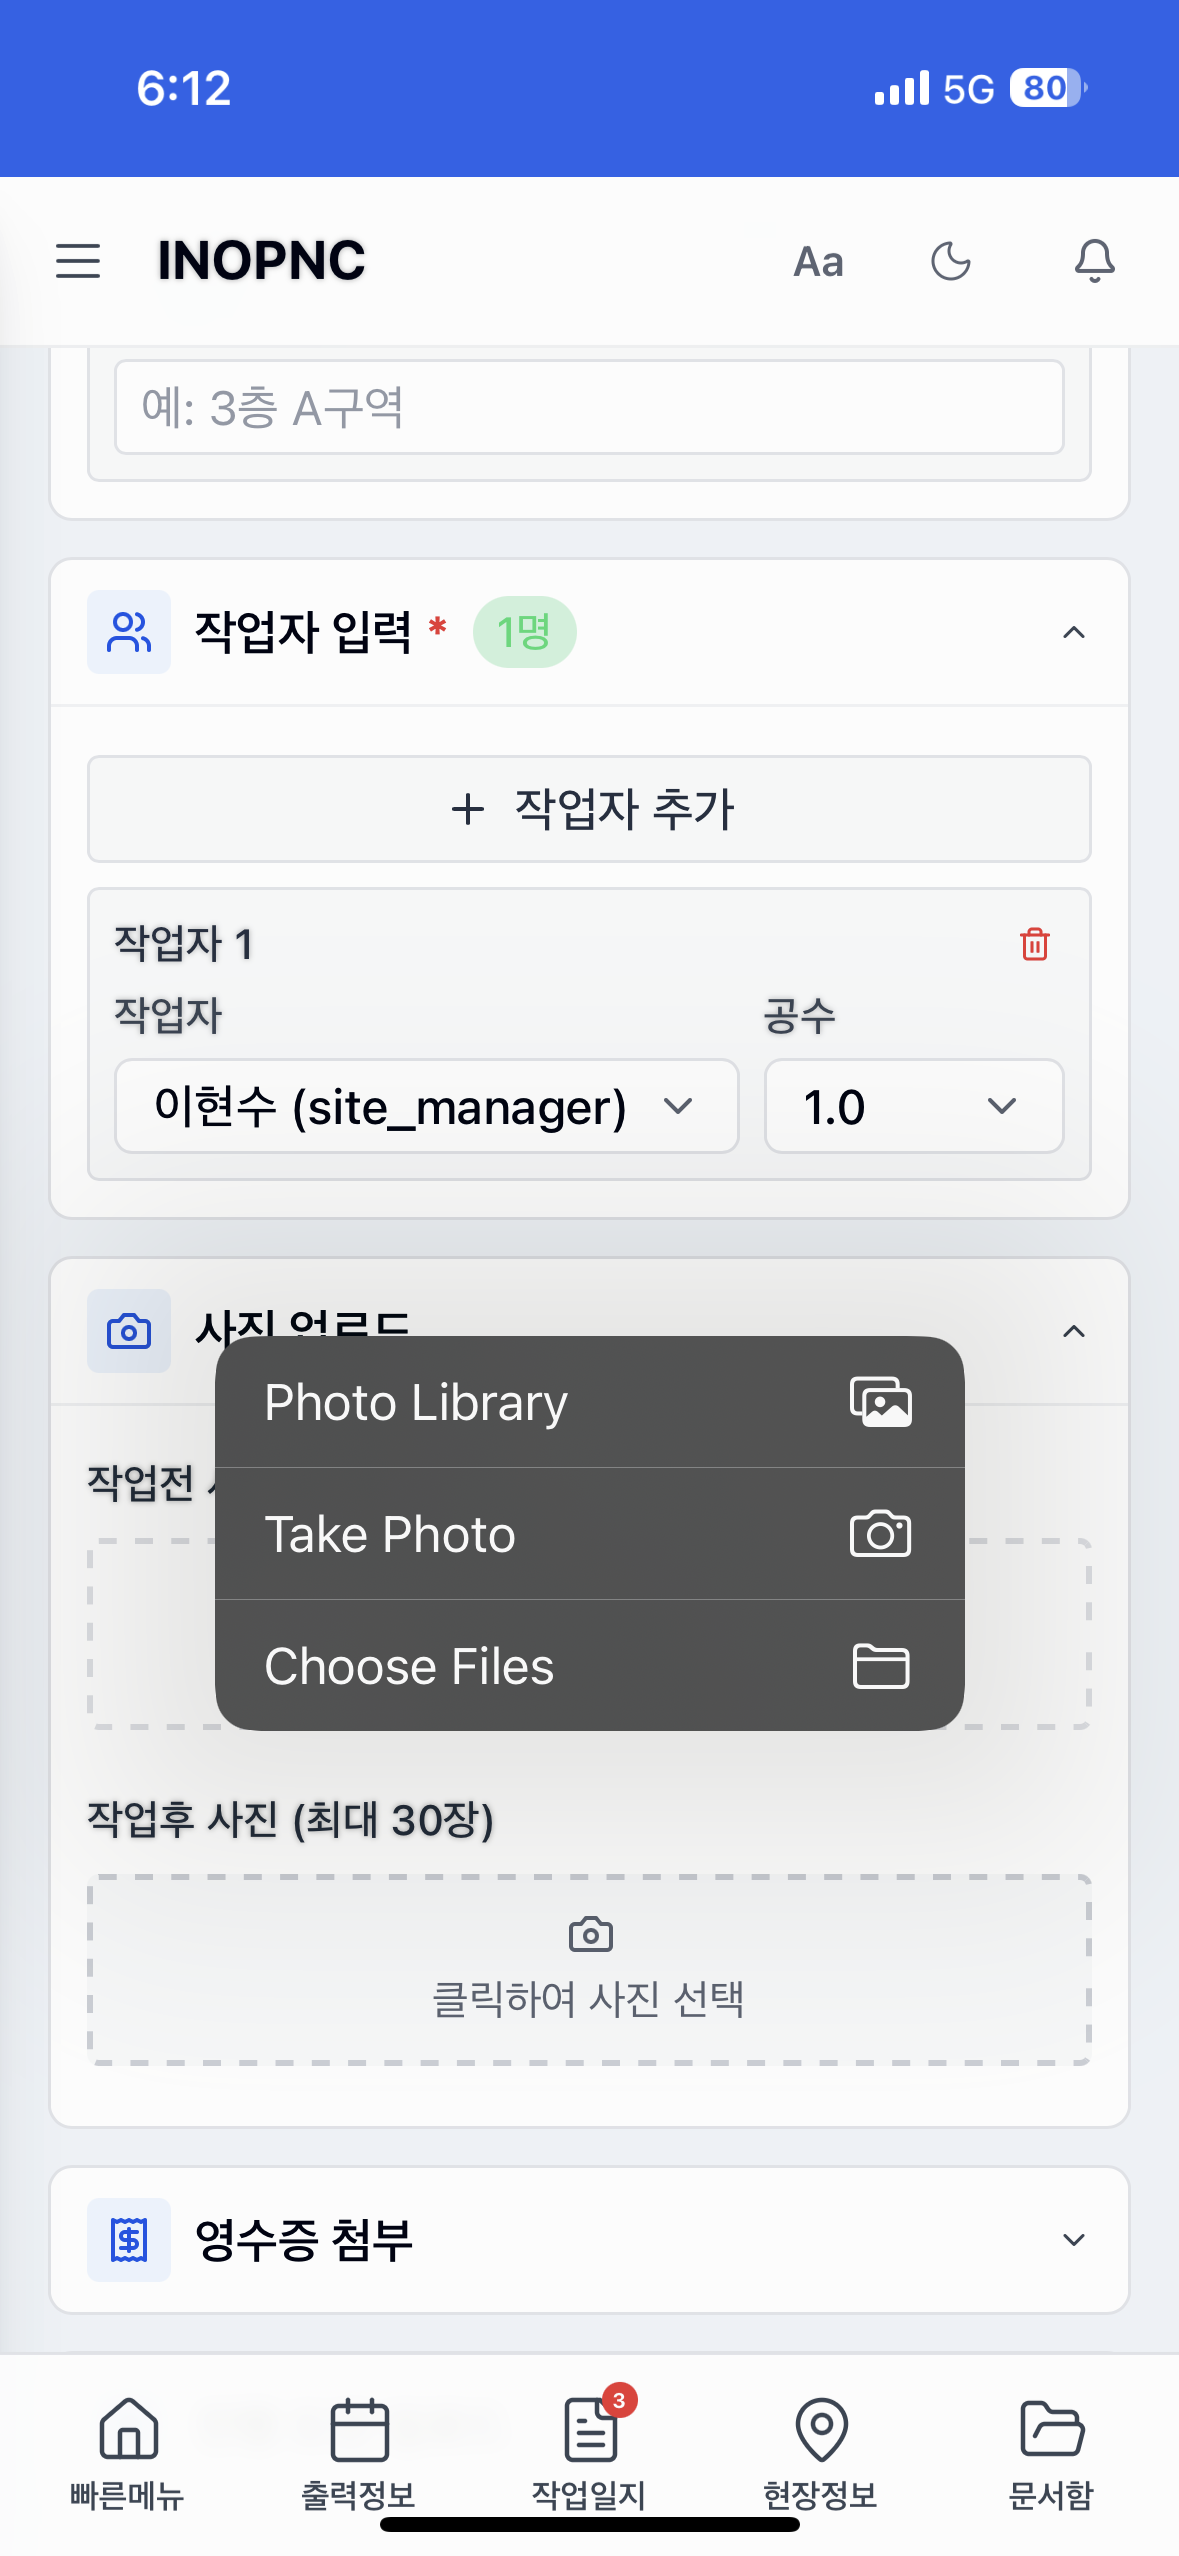 6:12
5G 80
INOPNC
Aa
예: 3층 A구역
작업자 입력 * 1명
+ 작업자 추가
작업자 1
작업자 공수
이현수 (site_manager) 1.0
사진 업로드
Photo Library
작업전
Take Photo
Choose Files
작업후 사진 (최대 30장)
클릭하여 사진 선택
영수증 첨부
3
빠른메뉴 출력정보 작업일지 현장정보 문서함